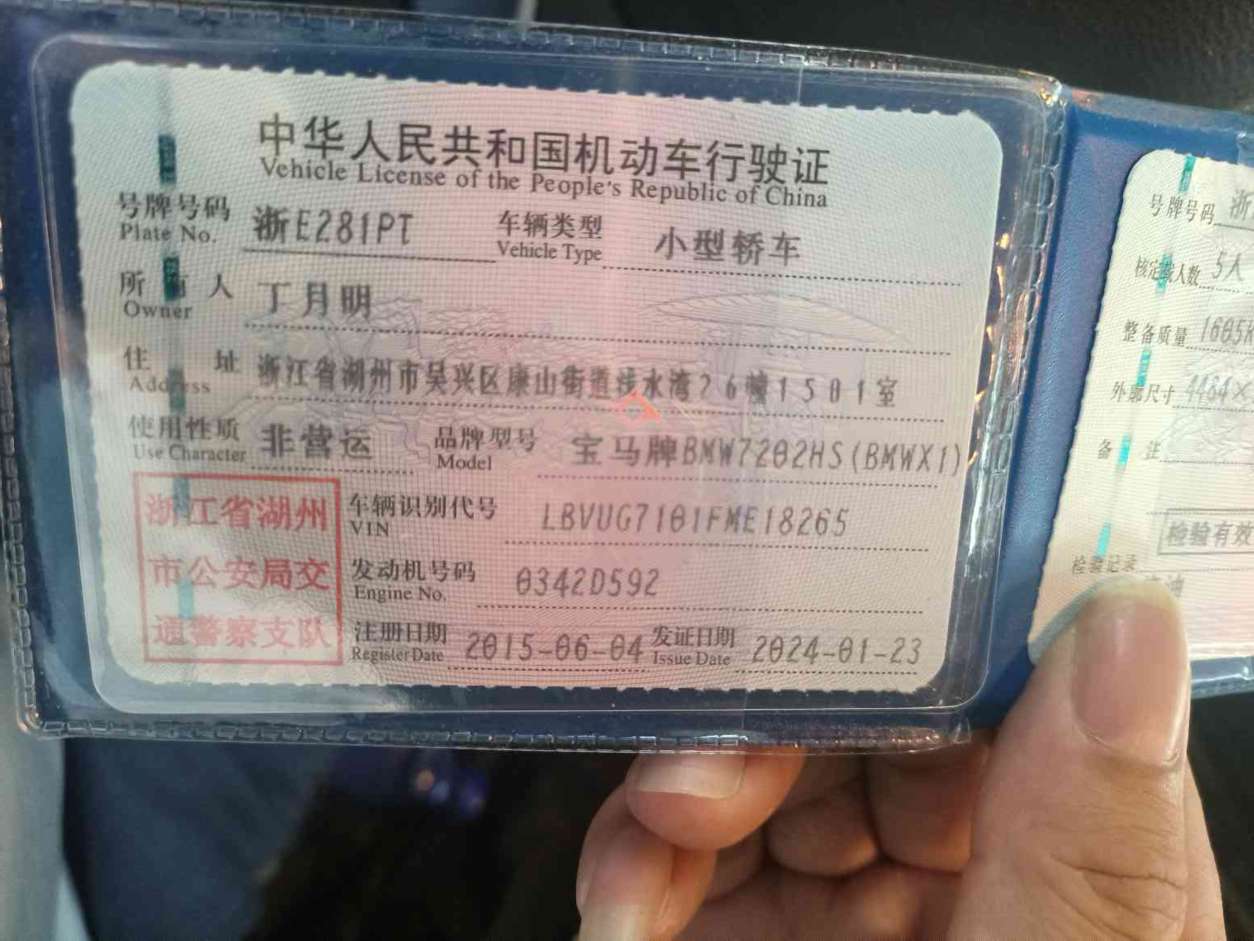 中华人民共和国机动车行驶证
Vehicle License of the People's Republic of China
号牌号码 浙E281PT 车辆类型 小型轿车
Plate No. Vehicle Type
所有人 丁月明
Owner
住址 浙江省湖州市吴兴区康山街道 水湾26幢1501室
Address
使用性质 非营运 品牌型号 宝马牌BMW7202HS(BMWX1)
Use Character Model
浙江省湖州
市公安局交
通警察支队
车辆识别代号 LBVUG7101FME18265
VIN
发动机号码 0342D592
Engine No.
注册日期 2015-06-04 发证日期 2024-01-23
Register Date Issue Date
号牌号码 浙
核定载人数 5人
整备质量 1605k
外廓尺寸 4484×
备注
检验有效
检验记录
油